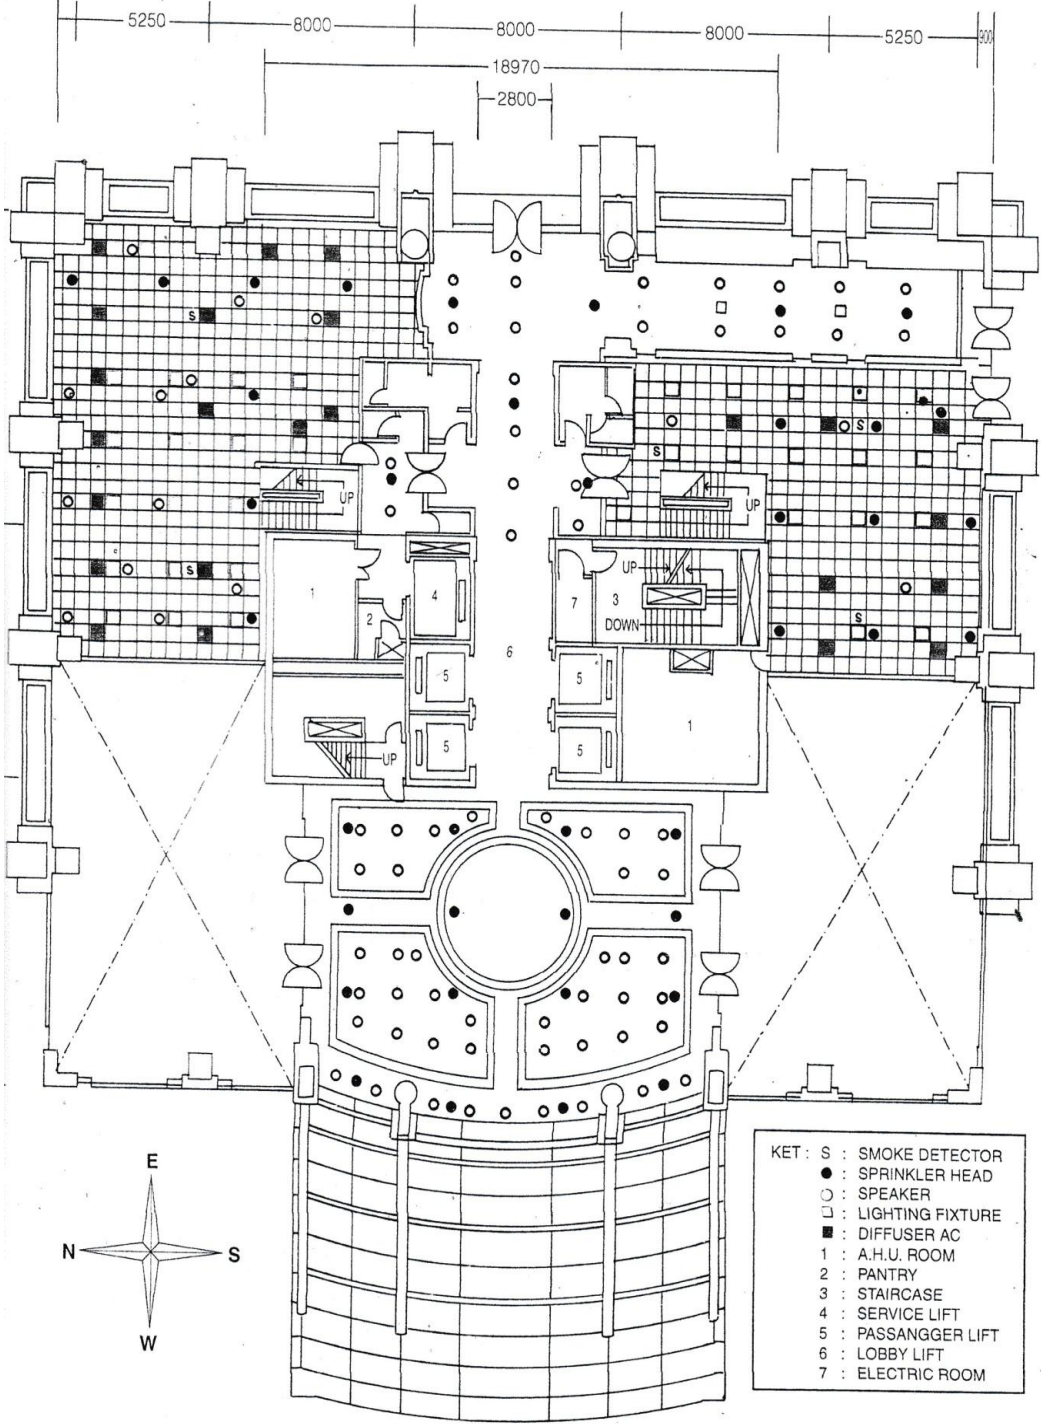 5250 8000 8000 8000 5250 900
18970
2800
S
S
S
UP
UP
1
2
4
7
3
UP
DOWN
S
6
5
5
1
S
5
5
UP
E
N S
W
KET : S : SMOKE DETECTOR
: SPRINKLER HEAD
: SPEAKER
: LIGHTING FIXTURE
: DIFFUSER AC
1 : A.H.U. ROOM
2 : PANTRY
3 : STAIRCASE
4 : SERVICE LIFT
5 : PASSANGGER LIFT
6 : LOBBY LIFT
7 : ELECTRIC ROOM